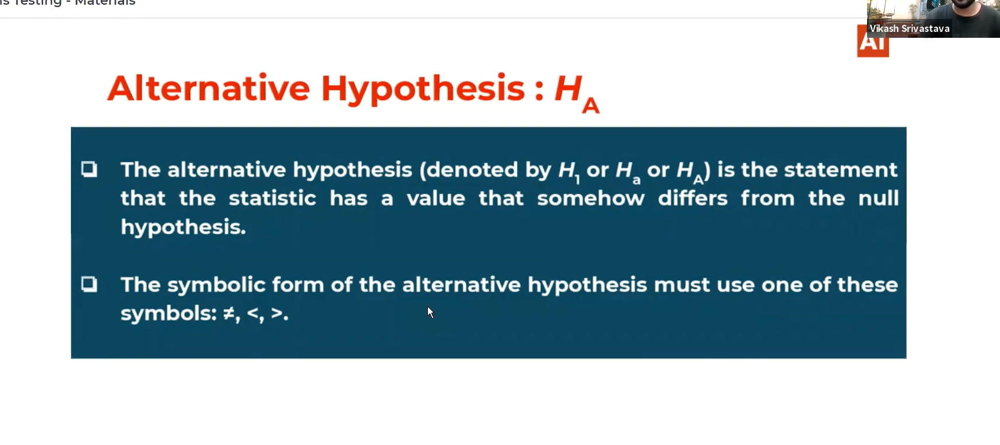 is Testing - Materials
Vikash Srivastava
AI
Alternative Hypothesis : H_A
❑ The alternative hypothesis (denoted by H_1 or H_a or H_A) is the statement
that the statistic has a value that somehow differs from the null
hypothesis.
❑ The symbolic form of the alternative hypothesis must use one of these
symbols: ≠, <, >.